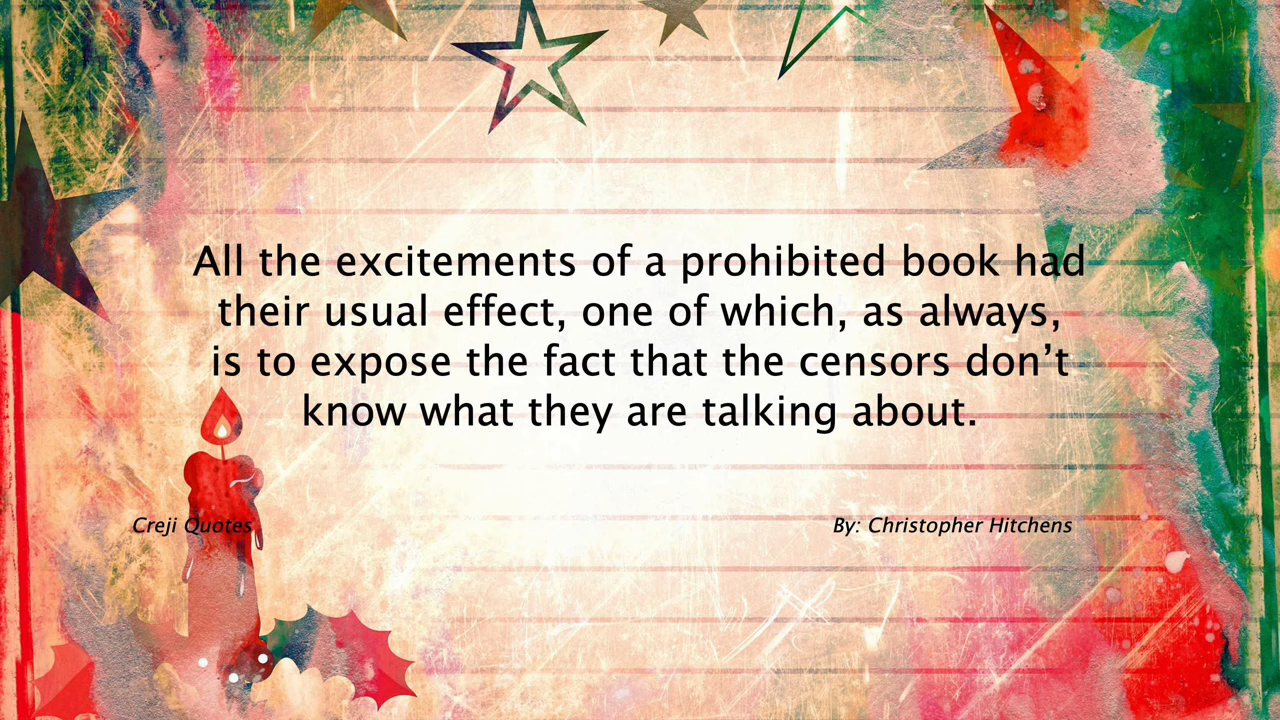 All the excitements of a prohibited book had
their usual effect, one of which, as always,
is to expose the fact that the censors don’t
know what they are talking about.
Creji Quotes
By: Christopher Hitchens